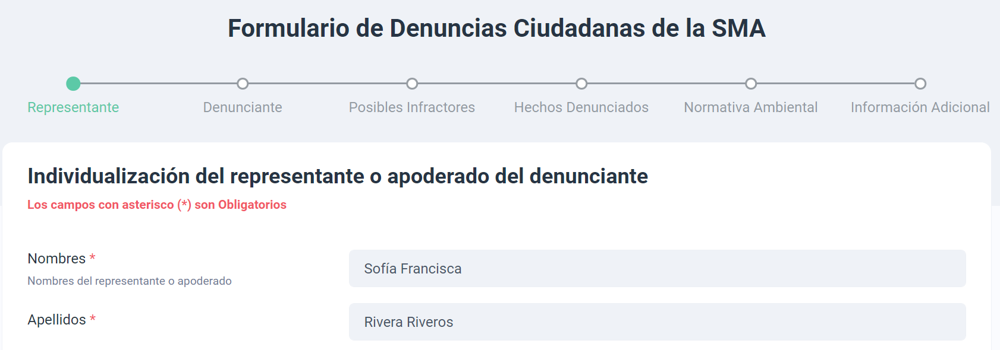 Formulario de Denuncias Ciudadanas de la SMA
Representante Denunciante Posibles Infractores Hechos Denunciados Normativa Ambiental Información Adicional
Individualización del representante o apoderado del denunciante
Los campos con asterisco (*) son Obligatorios
Nombres * Sofía Francisca
Nombres del representante o apoderado
Apellidos * Rivera Riveros